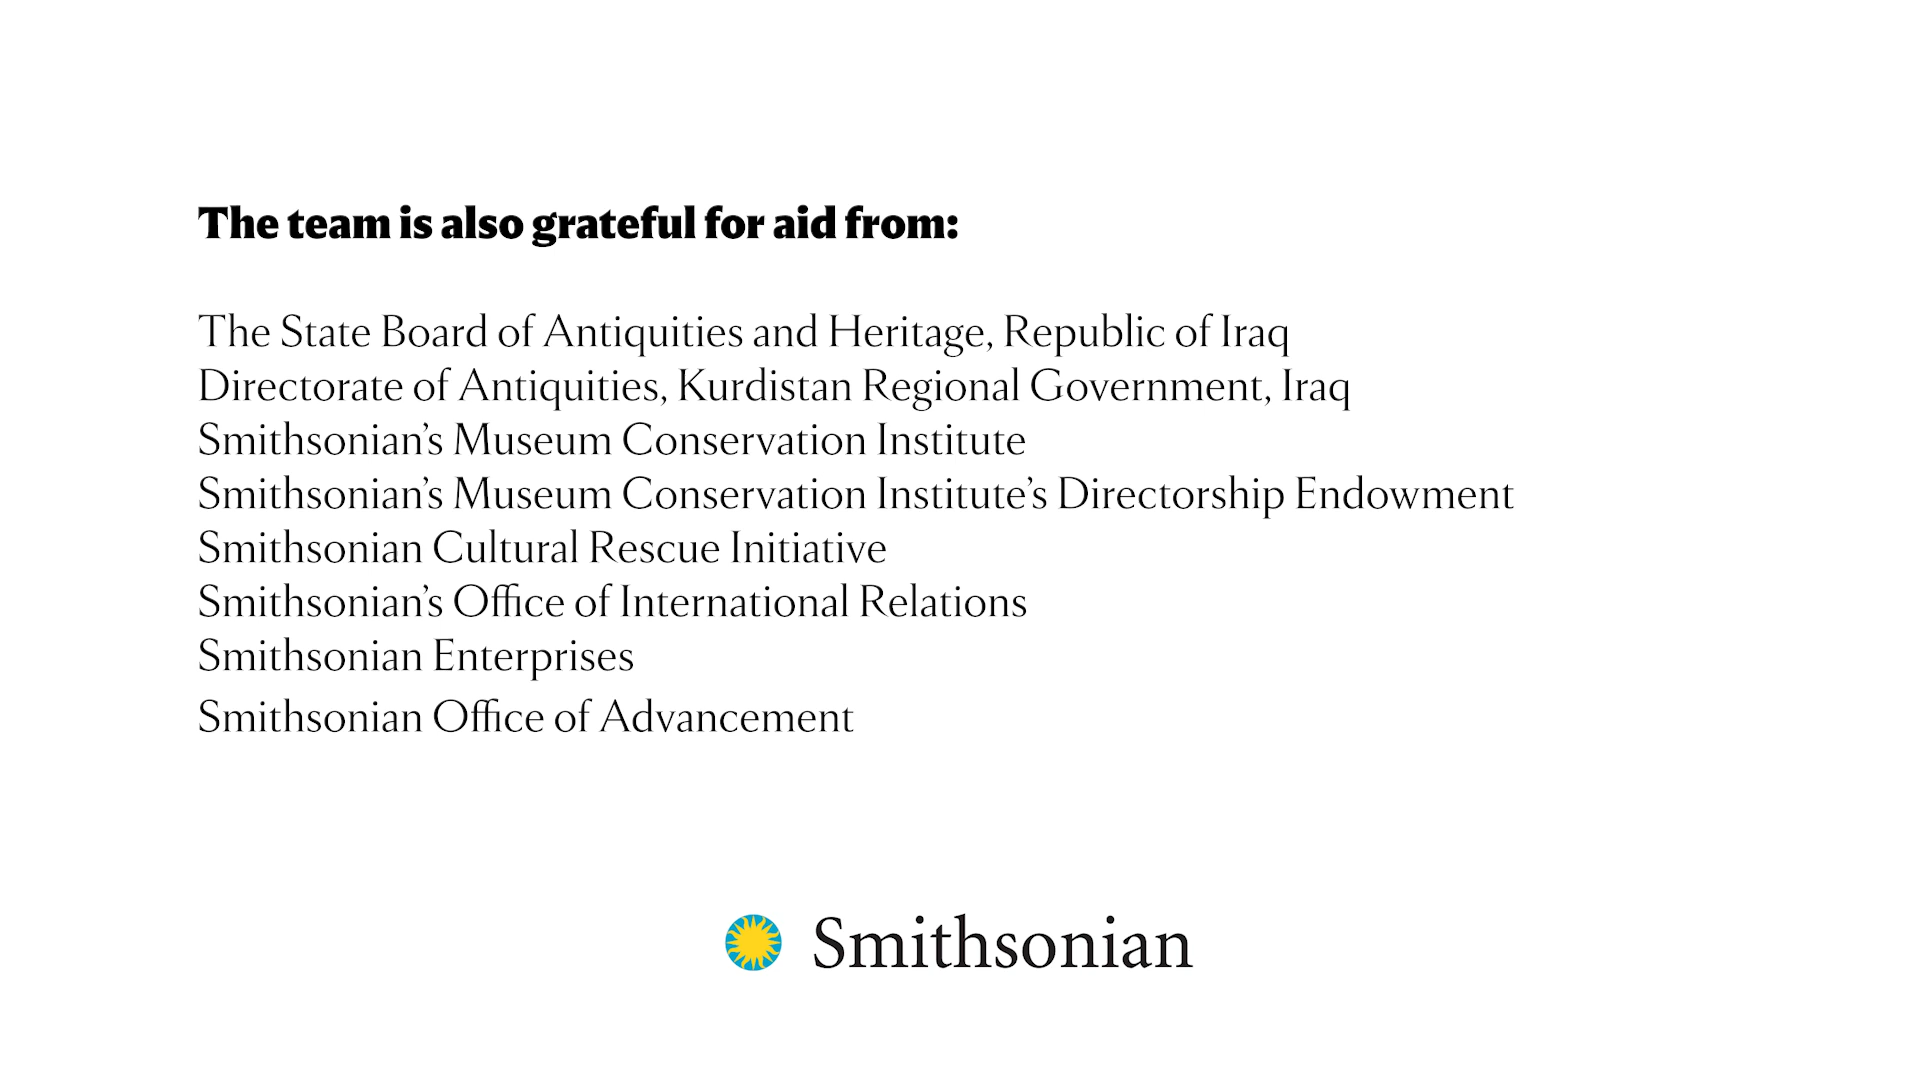 The team is also grateful for aid from:
The State Board of Antiquities and Heritage, Republic of Iraq
Directorate of Antiquities, Kurdistan Regional Government, Iraq
Smithsonian’s Museum Conservation Institute
Smithsonian’s Museum Conservation Institute’s Directorship Endowment
Smithsonian Cultural Rescue Initiative
Smithsonian’s Office of International Relations
Smithsonian Enterprises
Smithsonian Office of Advancement
Smithsonian